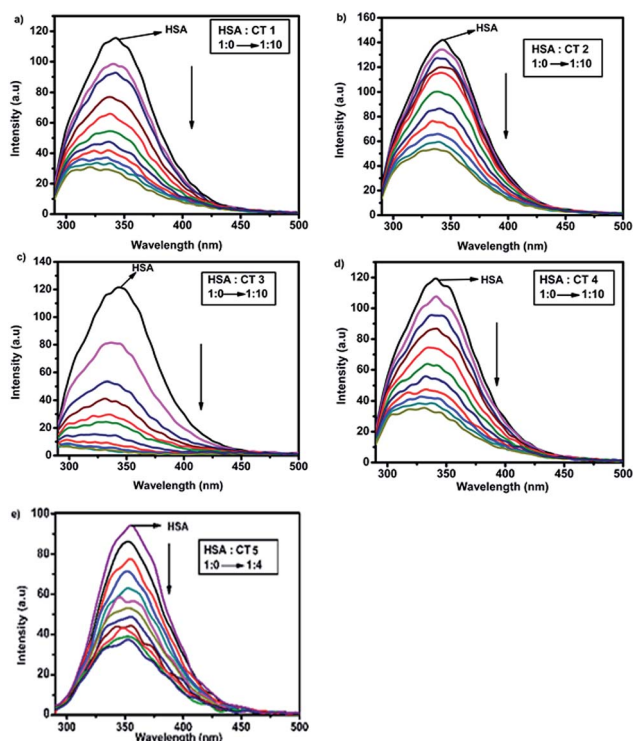 a)
HSA
HSA : CT 1
1:0 → 1:10
Intensity (a.u)
120
100
80
60
40
20
0
300 350 400 450 500
Wavelength (nm)
b)
HSA
HSA : CT 2
1:0 → 1:10
Intensity (a.u)
160
140
120
100
80
60
40
20
0
300 350 400 450 500
Wavelength (nm)
c)
HSA
HSA : CT 3
1:0 → 1:10
Intensity (a.u)
140
120
100
80
60
40
20
0
300 350 400 450 500
Wavelength (nm)
d)
HSA
HSA : CT 4
1:0 → 1:10
Intensity (a.u)
120
100
80
60
40
20
0
300 350 400 450 500
Wavelength (nm)
e)
HSA
HSA : CT 5
1:0 → 1:4
Intensity (a.u)
100
80
60
40
20
0
300 350 400 450 500
Wavelength (nm)